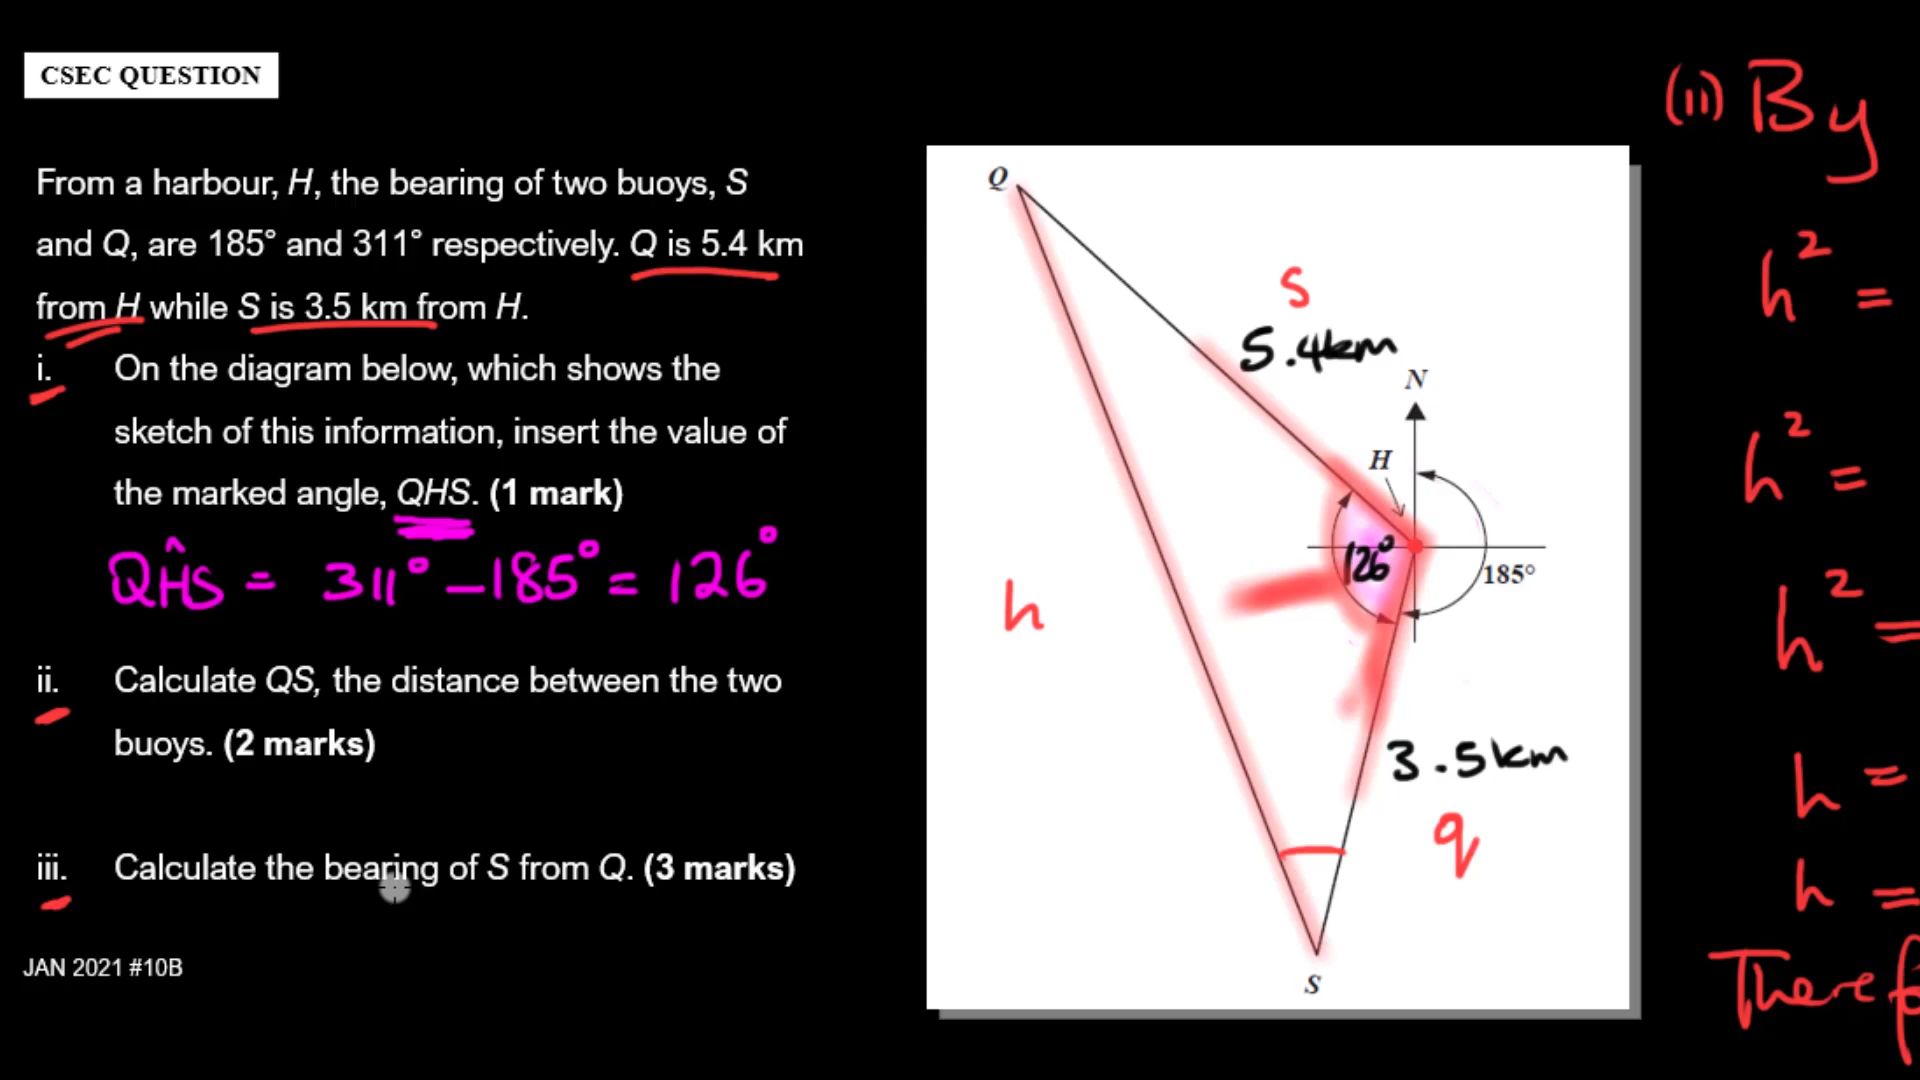 CSEC QUESTION
From a harbour, H, the bearing of two buoys, S
and Q, are 185° and 311° respectively. Q is 5.4 km
from H while S is 3.5 km from H.
i. On the diagram below, which shows the
sketch of this information, insert the value of
the marked angle, QHS. (1 mark)
QĤS = 311° – 185° = 126°
ii. Calculate QS, the distance between the two
buoys. (2 marks)
iii. Calculate the bearing of S from Q. (3 marks)
JAN 2021 #10B
Q
s
5.4km
N
H
126°
185°
h
3.5km
q
S
(ii) By
h² =
h² =
h² =
h =
h =